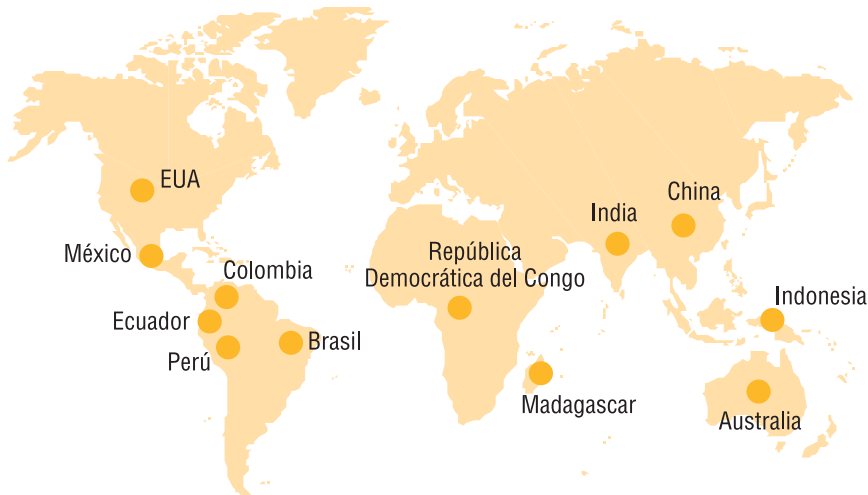 EUA
China
India
México
República
Democrática del Congo
Colombia
Indonesia
Ecuador
Brasil
Perú
Madagascar
Australia